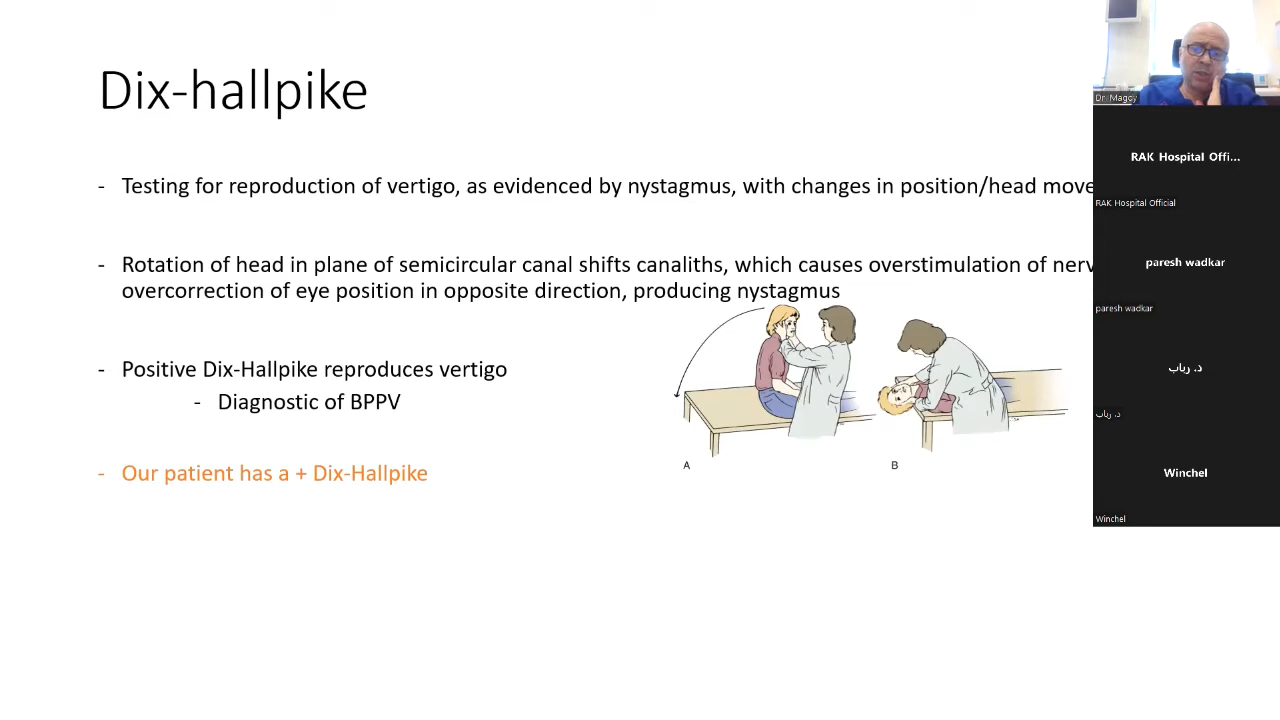 Dix-hallpike
- Testing for reproduction of vertigo, as evidenced by nystagmus, with changes in position/head move
- Rotation of head in plane of semicircular canal shifts canaliths, which causes overstimulation of nerv
overcorrection of eye position in opposite direction, producing nystagmus
- Positive Dix-Hallpike reproduces vertigo
- Diagnostic of BPPV
- Our patient has a + Dix-Hallpike
A
B
Dr. Magdy
RAK Hospital Offi...
RAK Hospital Official
paresh wadkar
paresh wadkar
د. رباب
د. رباب
Winchel
Winchel